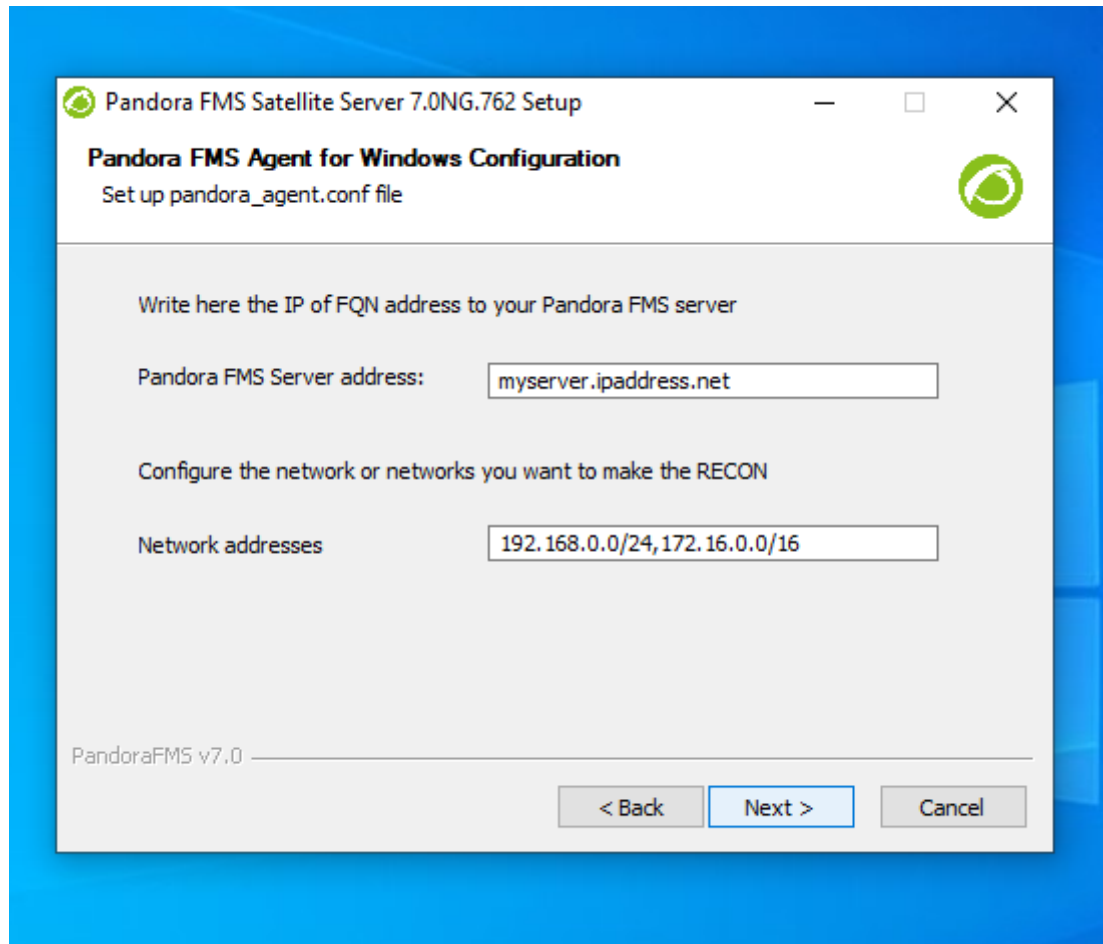 Pandora FMS Satellite Server 7.0NG.762 Setup
Pandora FMS Agent for Windows Configuration
Set up pandora_agent.conf file
Write here the IP of FQN address to your Pandora FMS server
Pandora FMS Server address: myserver.ipaddress.net
Configure the network or networks you want to make the RECON
Network addresses 192.168.0.0/24,172.16.0.0/16
PandoraFMS v7.0
< Back Next > Cancel